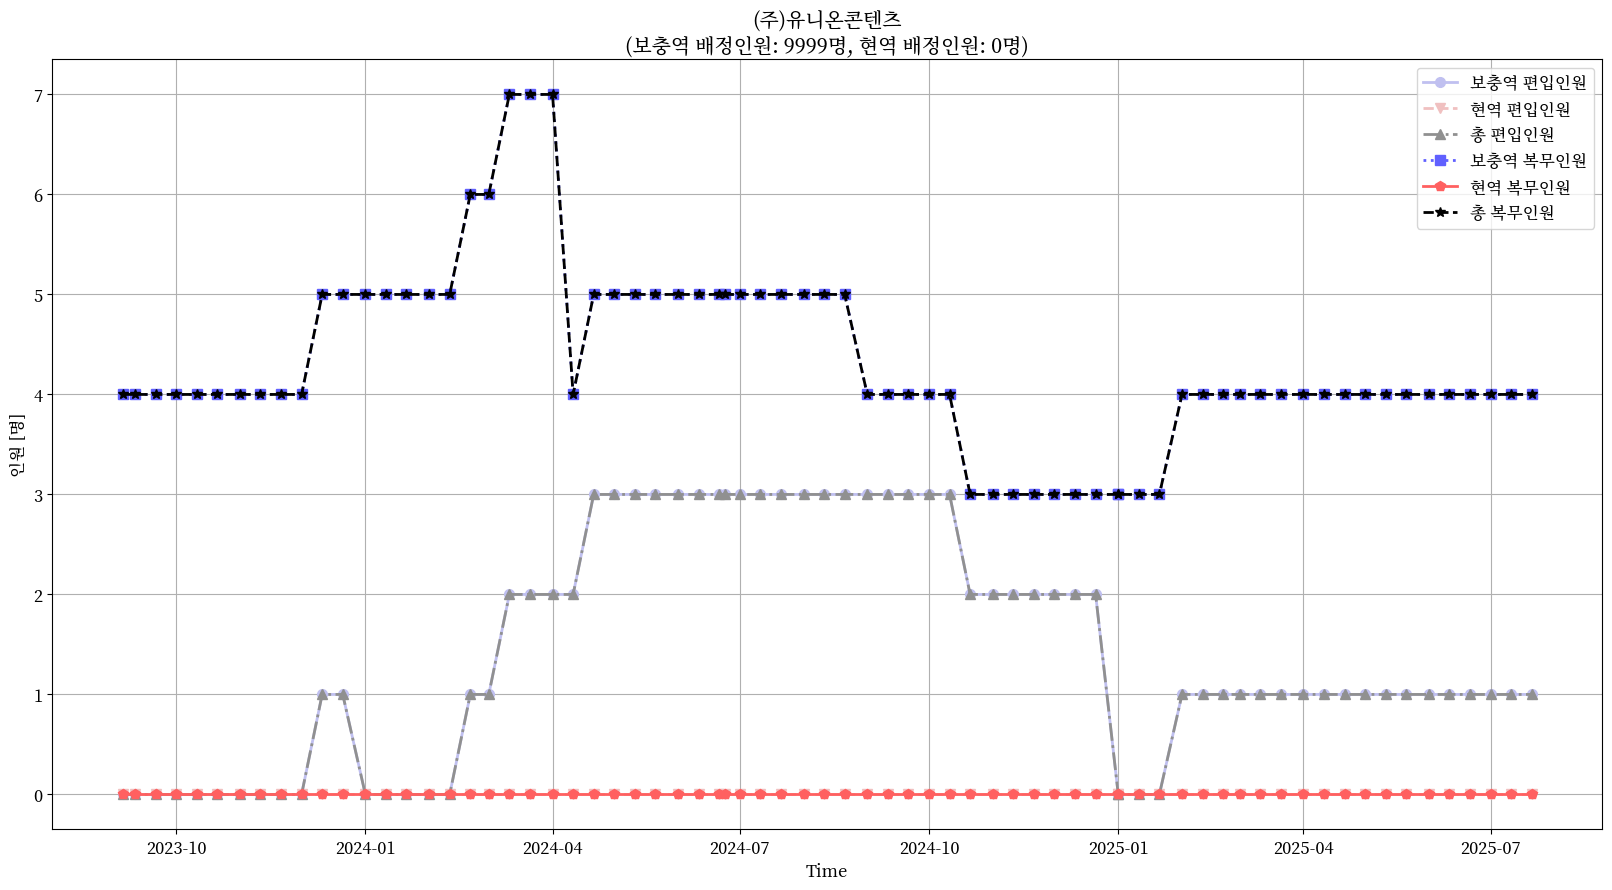 (주)유니온콘텐츠
(보충역 배정인원: 9999명, 현역 배정인원: 0명)
보충역 편입인원
현역 편입인원
총 편입인원
보충역 복무인원
현역 복무인원
총 복무인원
인원 [명]
7
6
5
4
3
2
1
0
2023-10
2024-01
2024-04
2024-07
2024-10
2025-01
2025-04
2025-07
Time